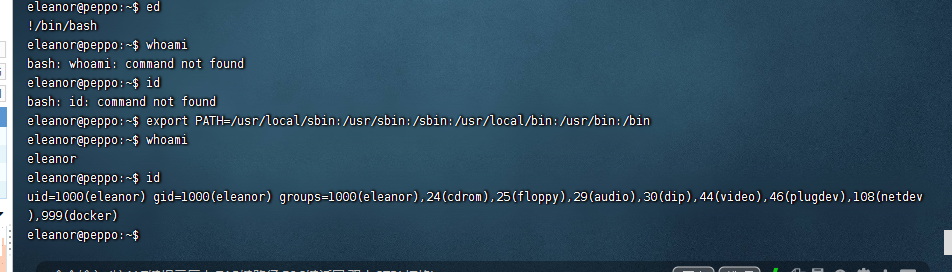 eleanor@peppo:~$ ed
!/bin/bash
eleanor@peppo:~$ whoami
bash: whoami: command not found
eleanor@peppo:~$ id
bash: id: command not found
eleanor@peppo:~$ export PATH=/usr/local/sbin:/usr/sbin:/sbin:/usr/local/bin:/usr/bin:/bin
eleanor@peppo:~$ whoami
eleanor
eleanor@peppo:~$ id
uid=1000(eleanor) gid=1000(eleanor) groups=1000(eleanor),24(cdrom),25(floppy),29(audio),30(dip),44(video),46(plugdev),108(netdev
),999(docker)
eleanor@peppo:~$